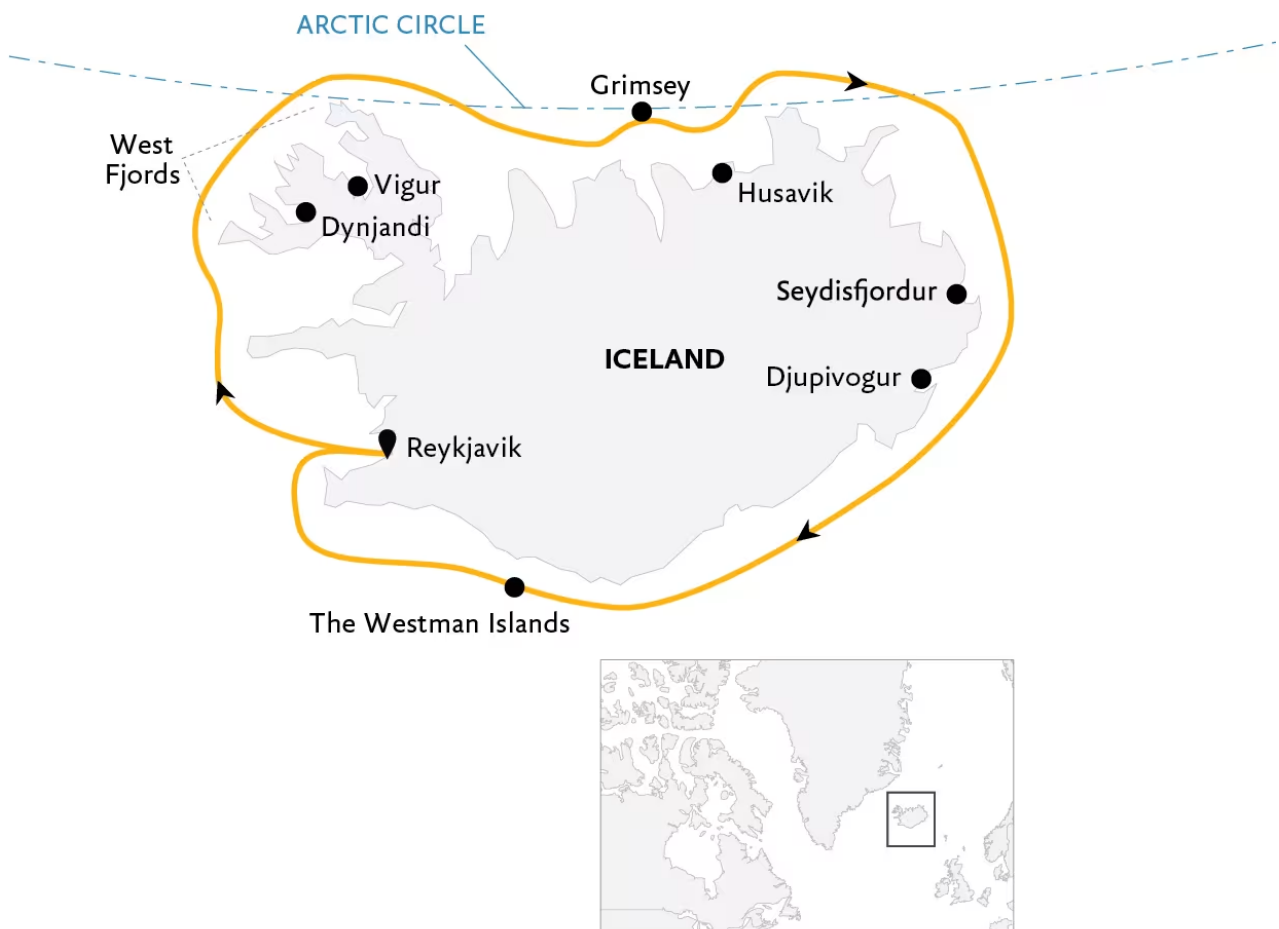 ARCTIC CIRCLE
Grimsey
West
Fjords
Vigur
Husavik
Dynjandi
Seydisfjordur
ICELAND
Djupivogur
Reykjavik
The Westman Islands